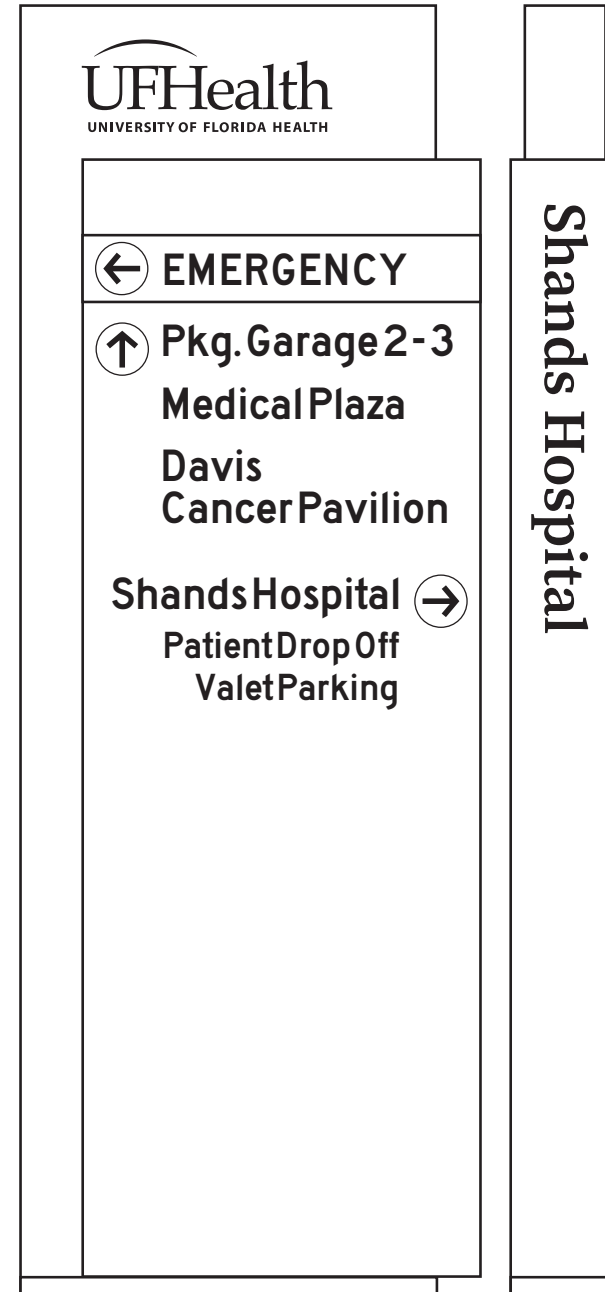 UFHealth
UNIVERSITY OF FLORIDA HEALTH
EMERGENCY
Pkg. Garage 2-3
Medical Plaza
Davis
Cancer Pavilion
Shands Hospital
Patient Drop Off
Valet Parking
Shands Hospital